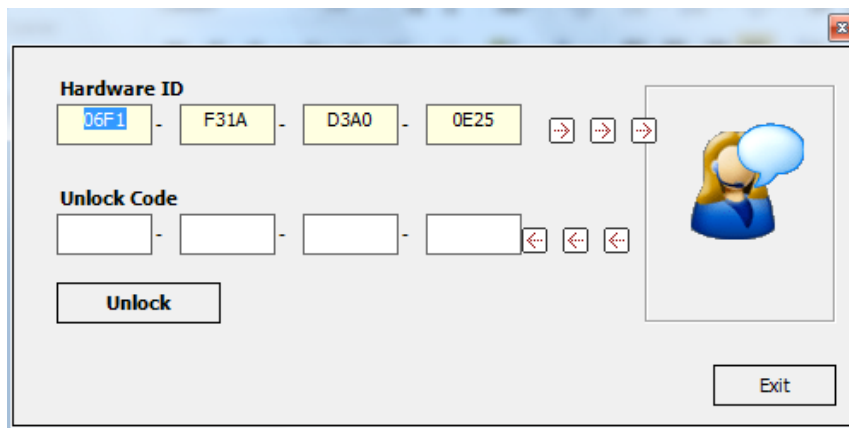 Hardware ID
06F1 - F31A - D3A0 - 0E25
Unlock Code
- - -
Unlock
Exit